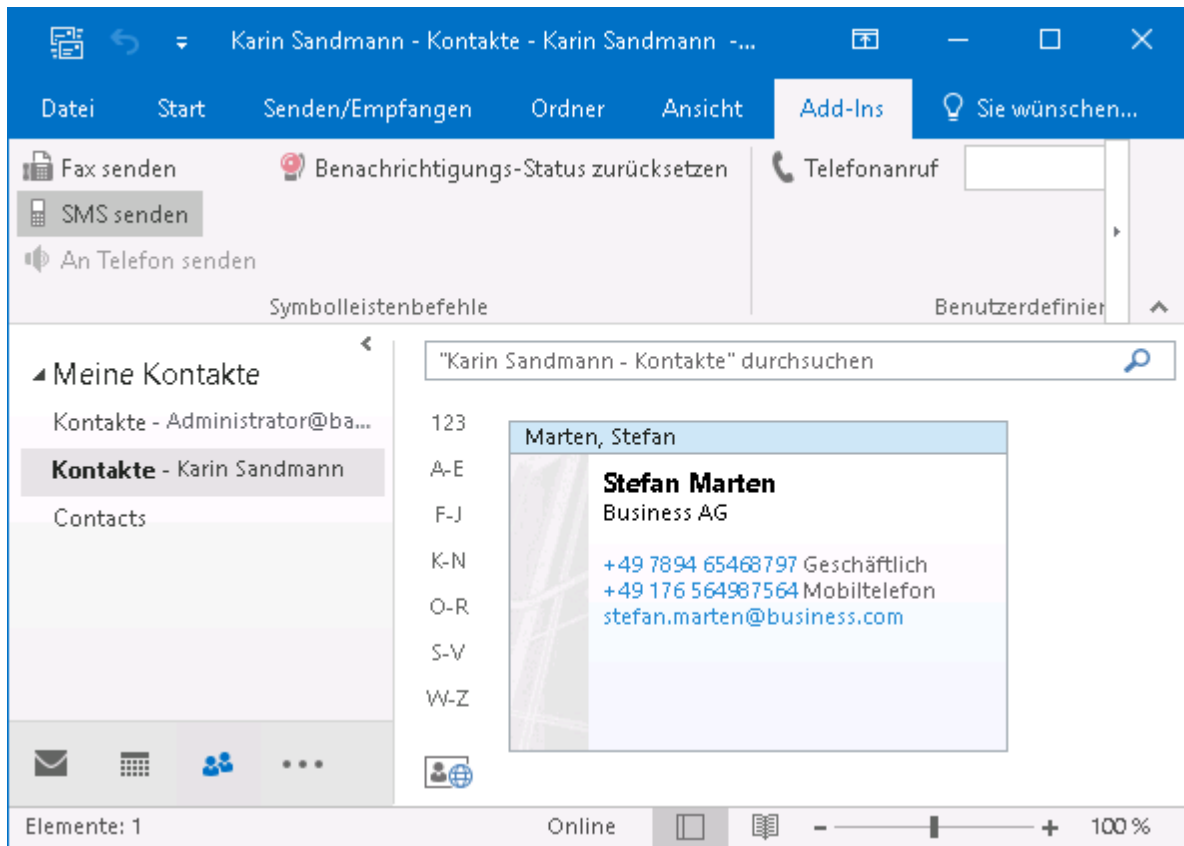 Karin Sandmann - Kontakte - Karin Sandmann -...
Datei Start Senden/Empfangen Ordner Ansicht Add-Ins Sie wünschen...
Fax senden Benachrichtigungs-Status zurücksetzen Telefonanruf
SMS senden
An Telefon senden
Symbolleistenbefehle Benutzerdefinier
Meine Kontakte
Kontakte - Administrator@ba...
Kontakte - Karin Sandmann
Contacts
"Karin Sandmann - Kontakte" durchsuchen
123
A-E
F-J
K-N
O-R
S-V
W-Z
Marten, Stefan
Stefan Marten
Business AG
+49 7894 65468797 Geschäftlich
+49 176 564987564 Mobiltelefon
stefan.marten@business.com
Elemente: 1 Online 100 %